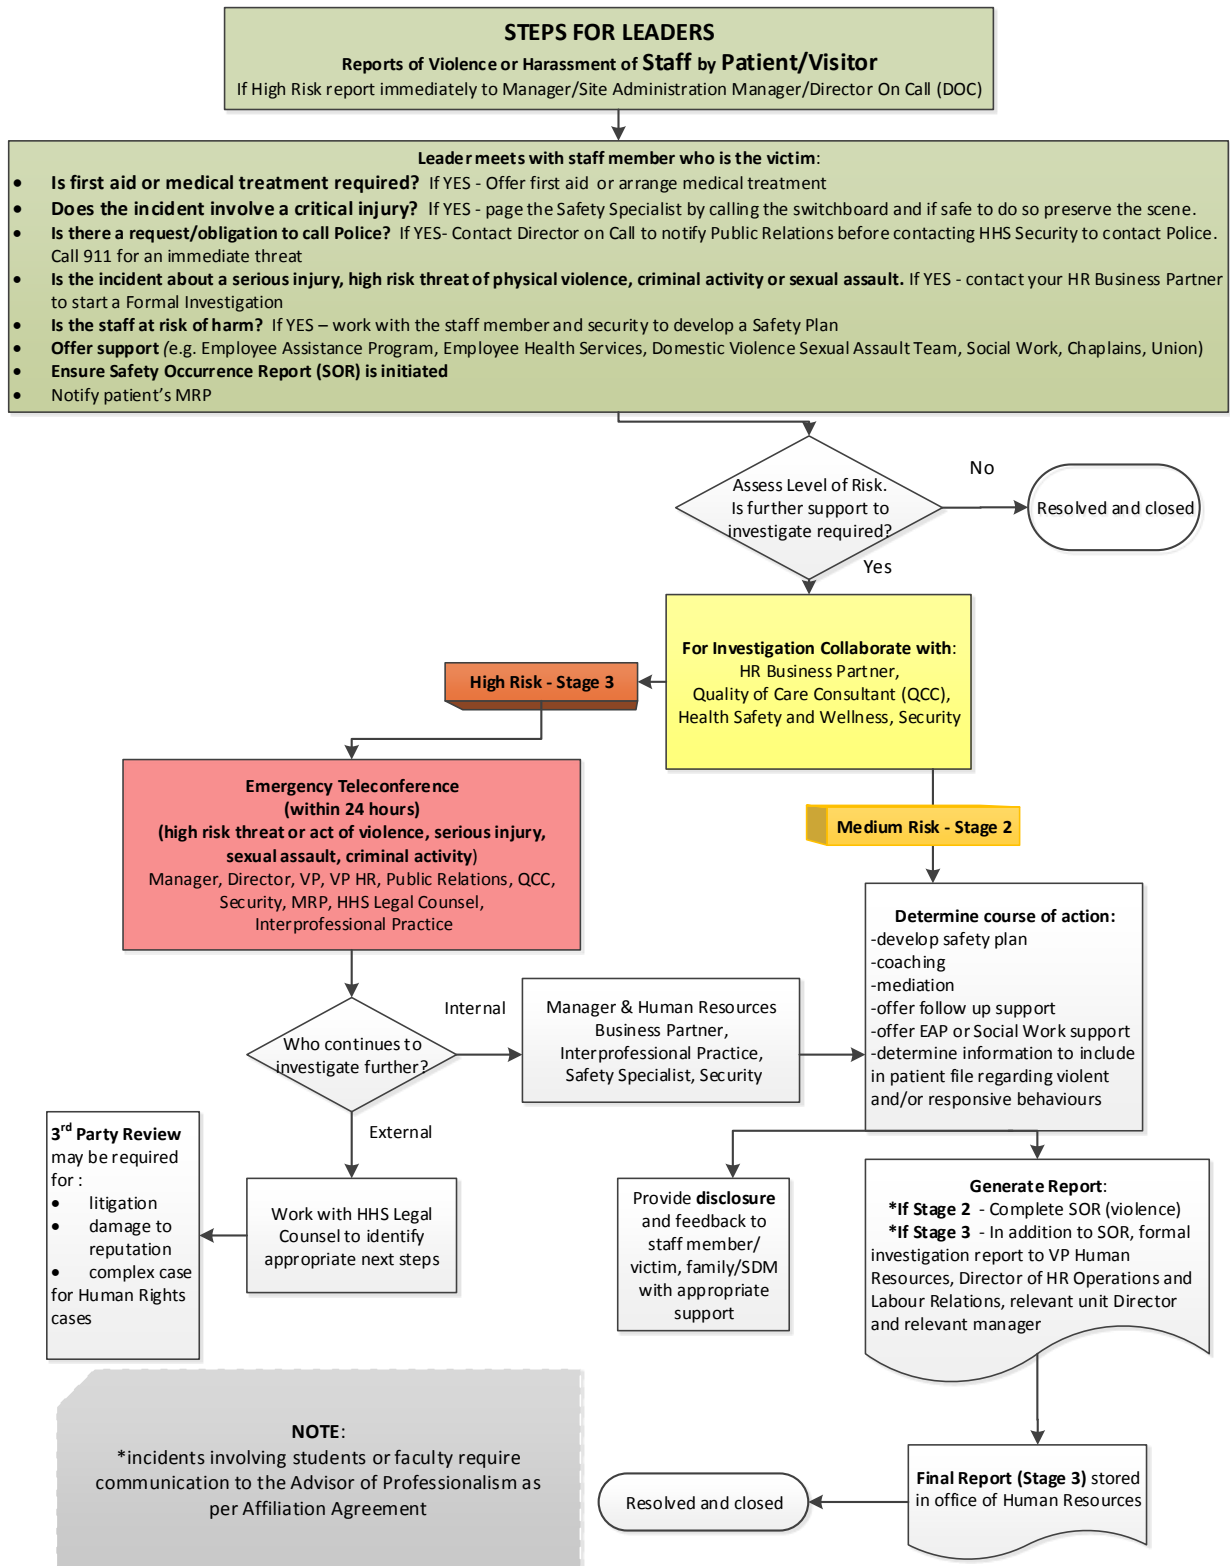 STEPS FOR LEADERS
Reports of Violence or Harassment of Staff by Patient/Visitor
If High Risk report immediately to Manager/Site Administration Manager/Director On Call (DOC)
Leader meets with staff member who is the victim:
• Is first aid or medical treatment required? If YES - Offer first aid or arrange medical treatment
• Does the incident involve a critical injury? If YES - page the Safety Specialist by calling the switchboard and if safe to do so preserve the scene.
• Is there a request/obligation to call Police? If YES- Contact Director on Call to notify Public Relations before contacting HHS Security to contact Police.
Call 911 for an immediate threat
• Is the incident about a serious injury, high risk threat of physical violence, criminal activity or sexual assault. If YES - contact your HR Business Partner
to start a Formal Investigation
• Is the staff at risk of harm? If YES – work with the staff member and security to develop a Safety Plan
• Offer support (e.g. Employee Assistance Program, Employee Health Services, Domestic Violence Sexual Assault Team, Social Work, Chaplains, Union)
• Ensure Safety Occurrence Report (SOR) is initiated
• Notify patient's MRP
Assess Level of Risk.
Is further support to
investigate required?
No
Resolved and closed
Yes
For Investigation Collaborate with:
HR Business Partner,
Quality of Care Consultant (QCC),
Health Safety and Wellness, Security
High Risk - Stage 3
Emergency Teleconference
(within 24 hours)
(high risk threat or act of violence, serious injury,
sexual assault, criminal activity)
Manager, Director, VP, VP HR, Public Relations, QCC,
Security, MRP, HHS Legal Counsel,
Interprofessional Practice
Medium Risk - Stage 2
Determine course of action:
-develop safety plan
-coaching
-mediation
-offer follow up support
-offer EAP or Social Work support
-determine information to include
in patient file regarding violent
and/or responsive behaviours
Who continues to
investigate further?
Internal
Manager & Human Resources
Business Partner,
Interprofessional Practice,
Safety Specialist, Security
External
Work with HHS Legal
Counsel to identify
appropriate next steps
3rd Party Review
may be required
for :
• litigation
• damage to
reputation
• complex case
for Human Rights
cases
Provide disclosure
and feedback to
staff member/
victim, family/SDM
with appropriate
support
Generate Report:
*If Stage 2 - Complete SOR (violence)
*If Stage 3 - In addition to SOR, formal
investigation report to VP Human
Resources, Director of HR Operations and
Labour Relations, relevant unit Director
and relevant manager
NOTE:
*incidents involving students or faculty require
communication to the Advisor of Professionalism as
per Affiliation Agreement
Final Report (Stage 3) stored
in office of Human Resources
Resolved and closed